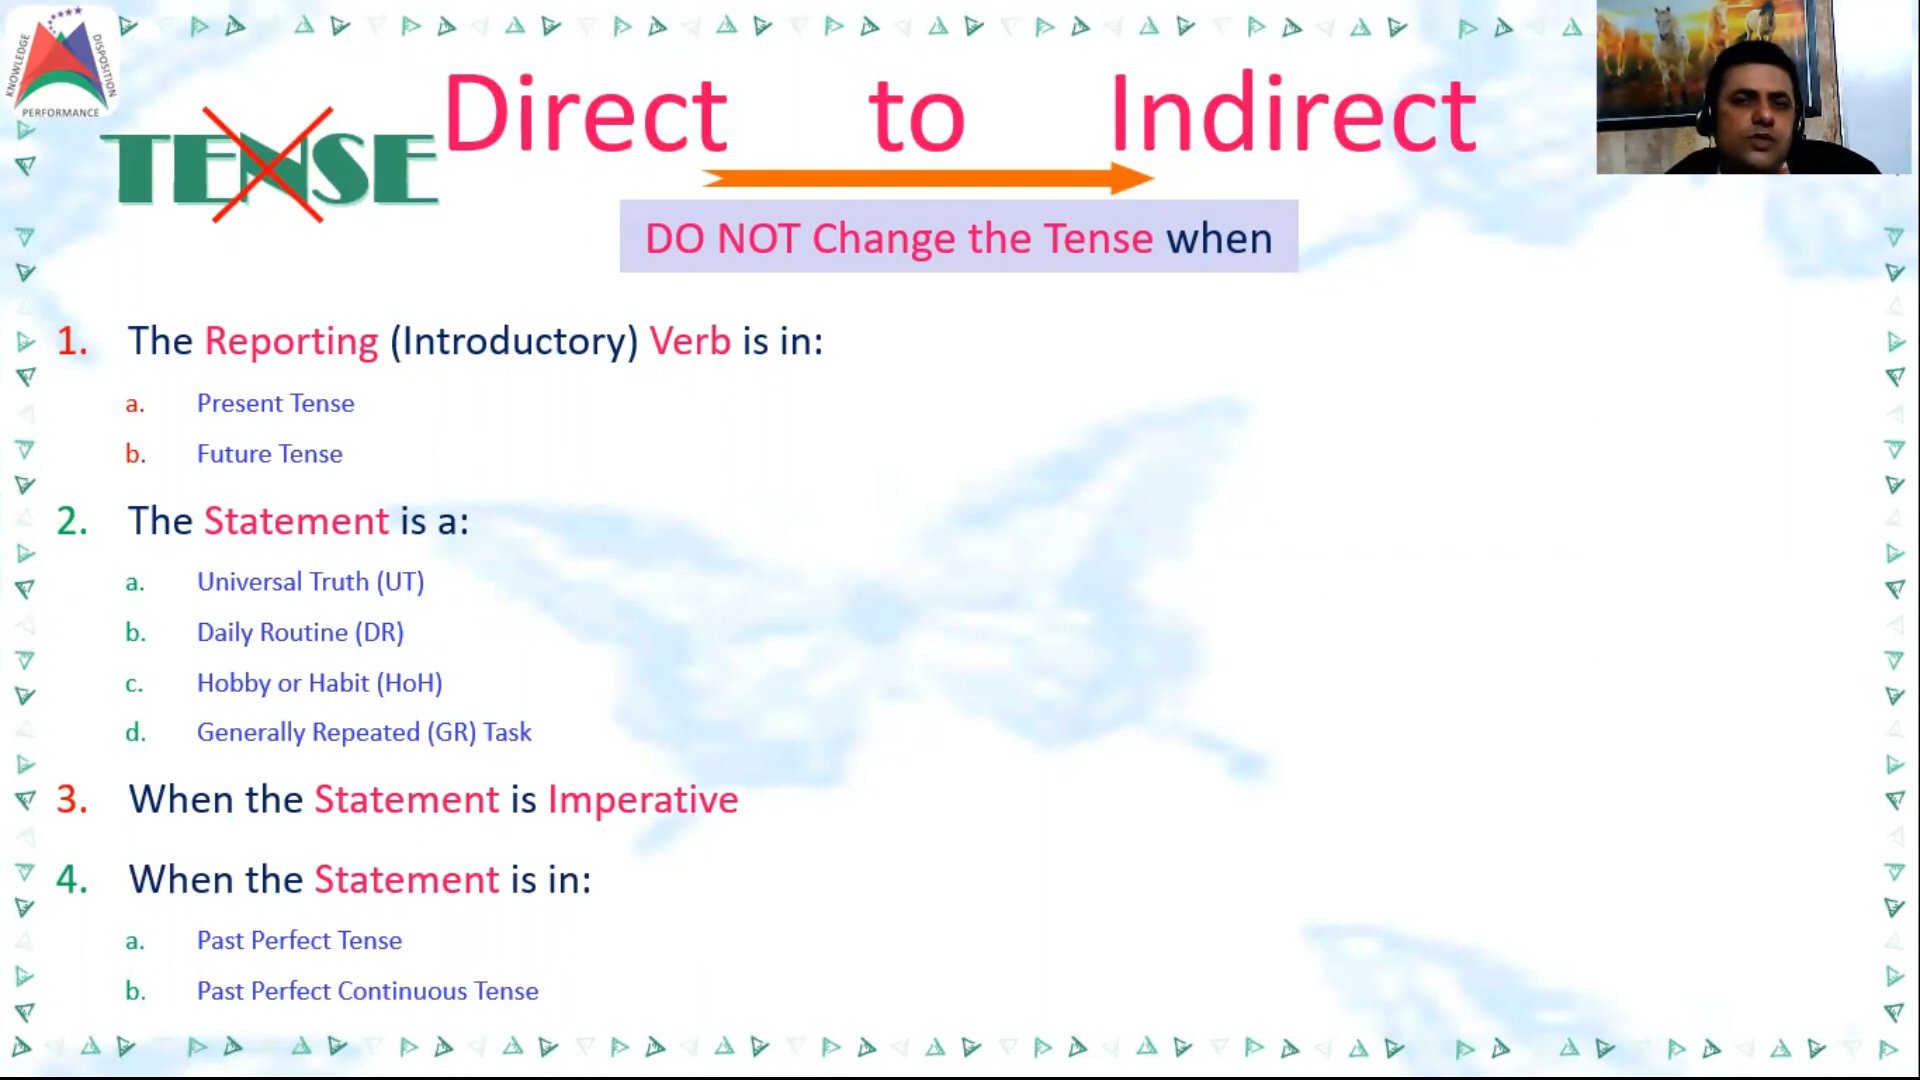 KNOWLEDGE
DISPOSITION
PERFORMANCE
TENSE
Direct to Indirect
DO NOT Change the Tense when
1. The Reporting (Introductory) Verb is in:
a. Present Tense
b. Future Tense
2. The Statement is a:
a. Universal Truth (UT)
b. Daily Routine (DR)
c. Hobby or Habit (HoH)
d. Generally Repeated (GR) Task
3. When the Statement is Imperative
4. When the Statement is in:
a. Past Perfect Tense
b. Past Perfect Continuous Tense